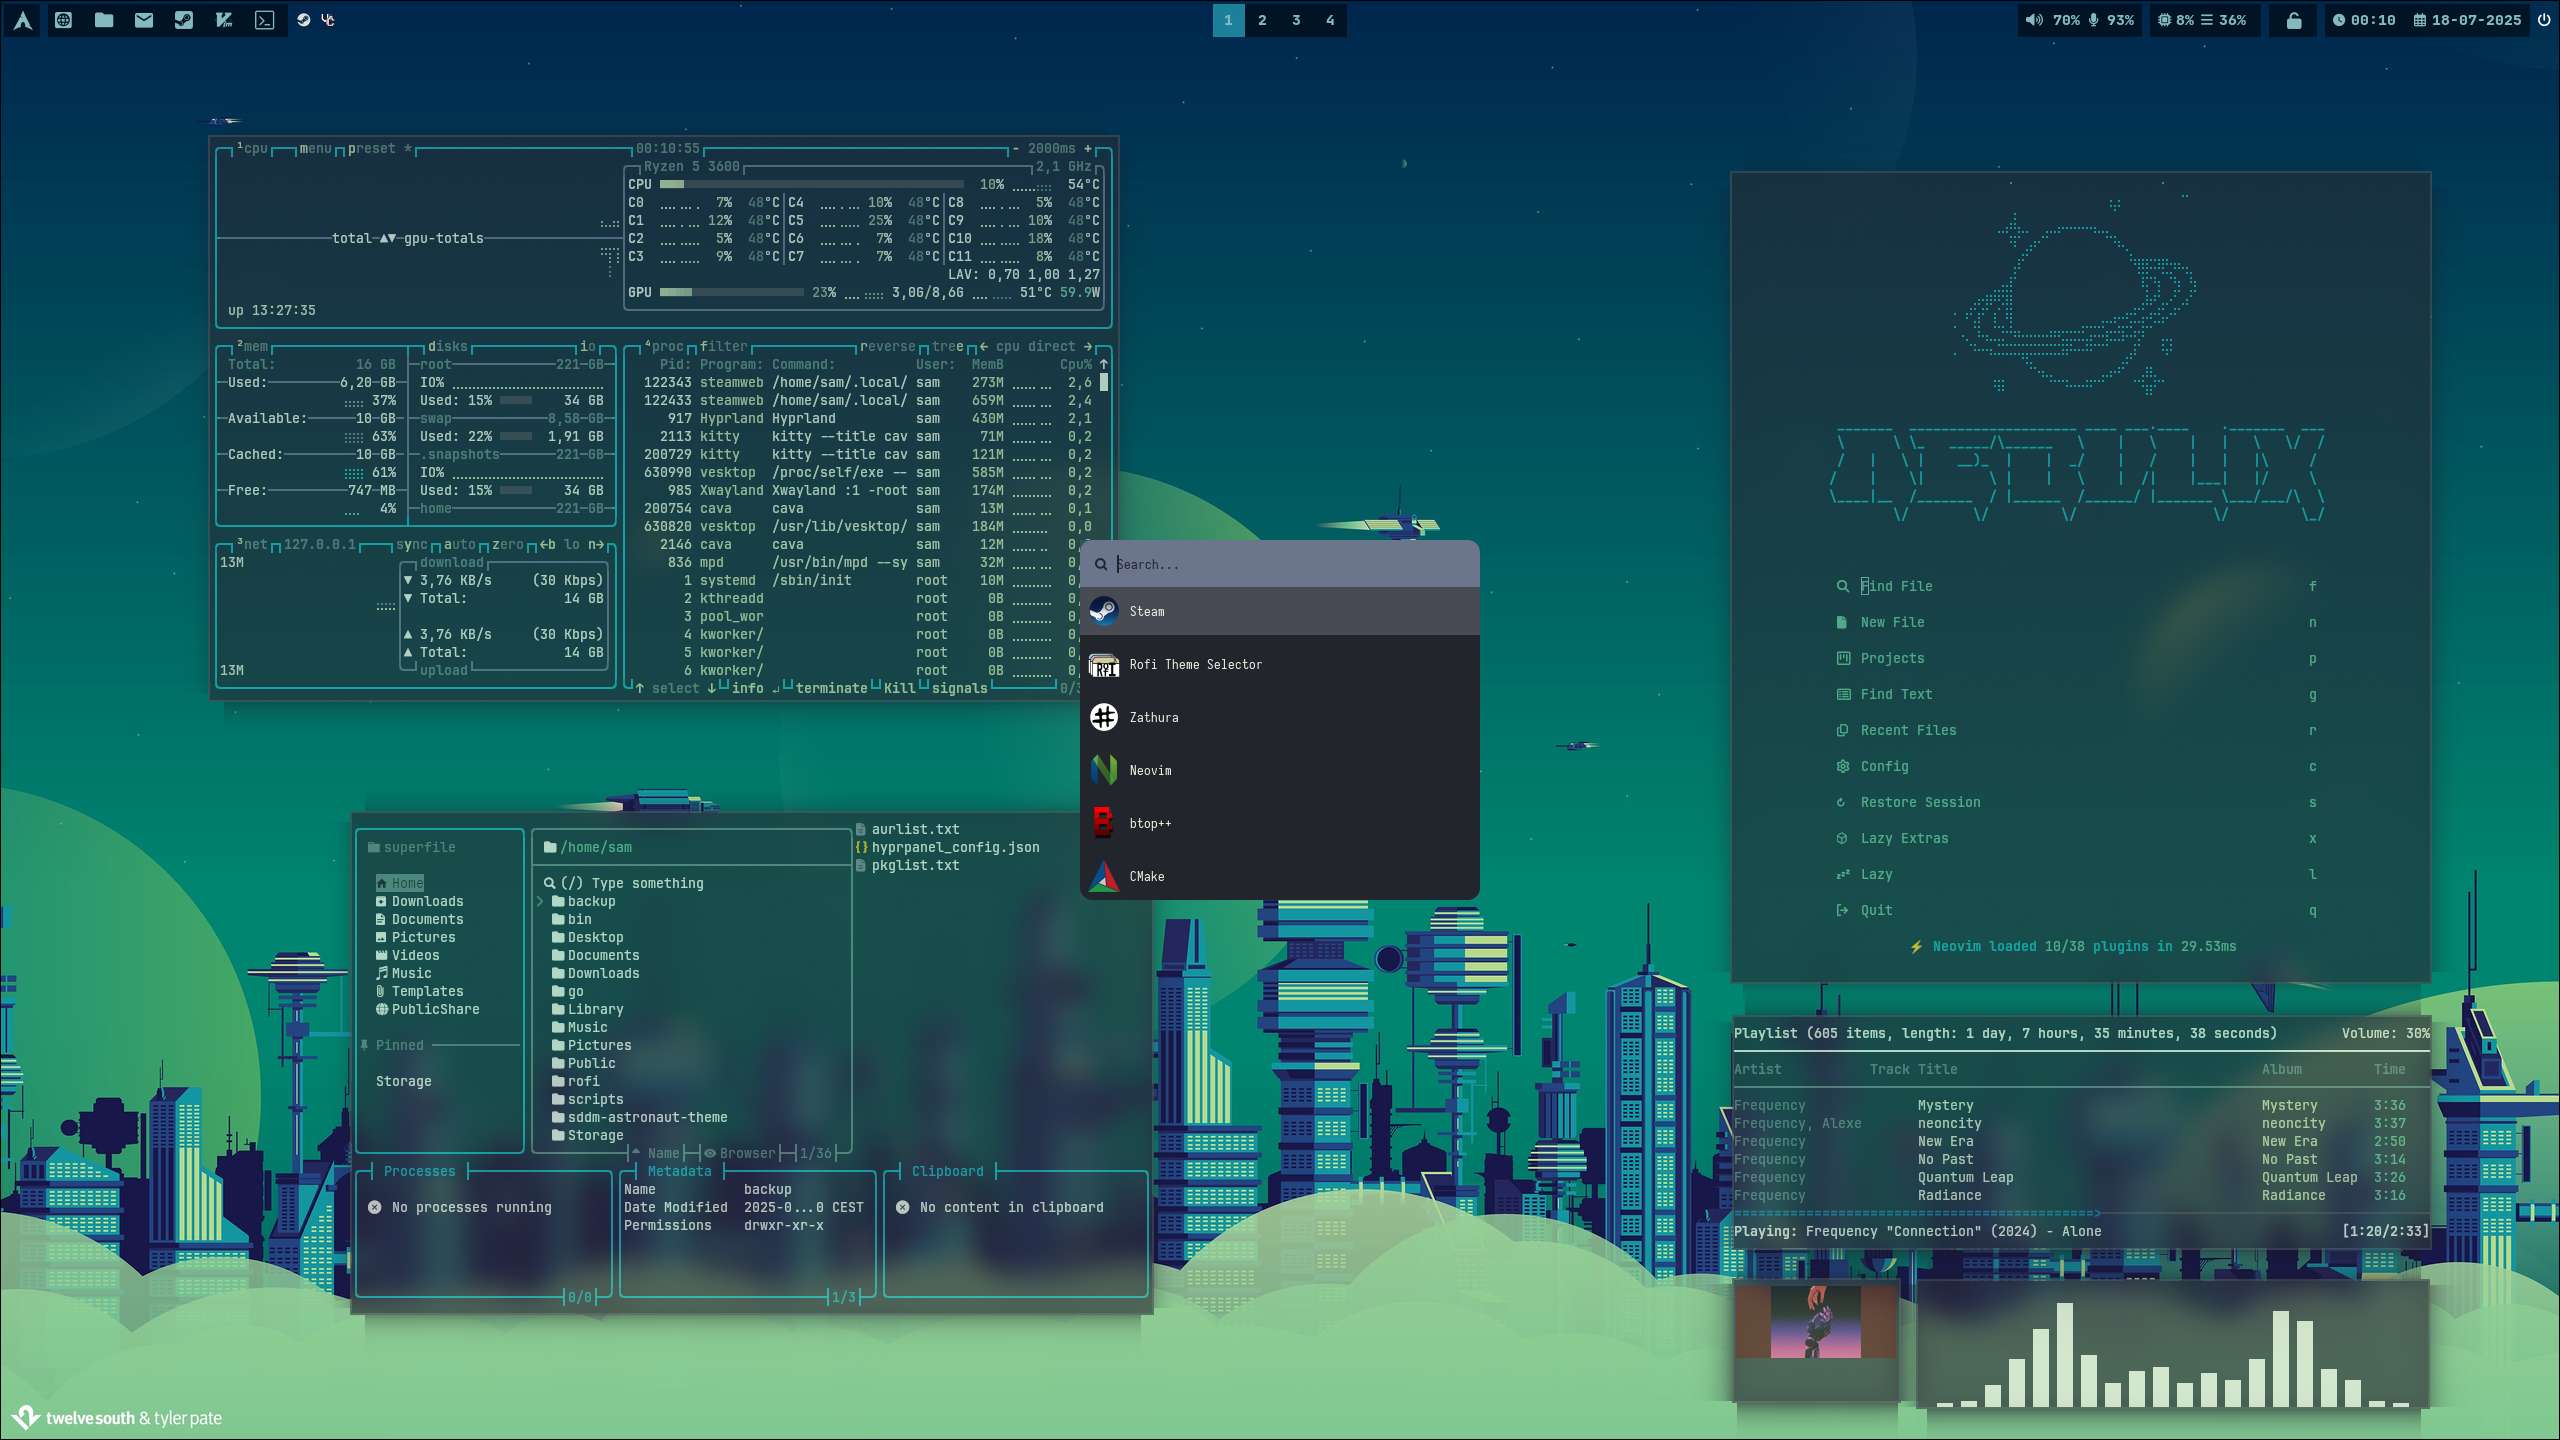 1 2 3 4
70% 93% 8% 36% 00:10 18-07-2025
¹cpu menu preset * 00:10:55 - 2000ms +
Ryzen 5 3600 2,1 GHz
CPU 10% 54°C
C0 7% 48°C C4 10% 48°C C8 5% 48°C
C1 12% 48°C C5 25% 48°C C9 10% 48°C
total ▲▼ gpu-totals
C2 5% 48°C C6 7% 48°C C10 18% 48°C
C3 9% 48°C C7 7% 48°C C11 8% 48°C
LAV: 0,70 1,00 1,27
GPU 23% 3,0G/8,6G 51°C 59.9W
up 13:27:35
²mem disks io
Total: 16 GB root 221 GB
Used: 6,20 GB IO%
37% Used: 15% 34 GB
Available: 10 GB swap 8,58 GB
63% Used: 22% 1,91 GB
Cached: 10 GB .snapshots 221 GB
61% IO%
Free: 747 MB Used: 15% 34 GB
4% home 221 GB
³net 127.0.0.1 sync auto zero ←b lo n→
13M download
▼ 3,76 KB/s (30 Kbps)
▼ Total: 14 GB
▲ 3,76 KB/s (30 Kbps)
▲ Total: 14 GB
13M upload
⁴proc filter reverse tree ← cpu direct →
Pid: Program: Command: User: MemB Cpu% ↑
122343 steamweb /home/sam/.local/ sam 273M 2,6
122433 steamweb /home/sam/.local/ sam 659M 2,4
917 Hyprland Hyprland sam 430M 2,1
2113 kitty kitty --title cav sam 71M 0,2
200729 kitty kitty --title cav sam 121M 0,2
630990 vesktop /proc/self/exe -- sam 585M 0,2
985 Xwayland Xwayland :1 -root sam 174M 0,2
200754 cava cava sam 13M 0,1
630820 vesktop /usr/lib/vesktop/ sam 184M 0,0
2146 cava cava sam 12M 0,
836 mpd /usr/bin/mpd --sy sam 32M 0,
1 systemd /sbin/init root 10M 0,
2 kthreadd root 0B 0,
3 pool_wor root 0B 0,
4 kworker/ root 0B 0,
5 kworker/ root 0B 0,
6 kworker/ root 0B 0,
↑ select ↓ info ↲ terminate Kill signals 0/3
Search...
Steam
Rofi Theme Selector
Zathura
Neovim
btop++
CMake
superfile
Home
Downloads
Documents
Pictures
Videos
Music
Templates
PublicShare
Pinned
Storage
/home/sam
(/) Type something
backup
bin
Desktop
Documents
Downloads
go
Library
Music
Pictures
Public
rofi
scripts
sddm-astronaut-theme
Storage
Name Browser 1/36
aurlist.txt
hyprpanel_config.json
pkglist.txt
Processes
No processes running
0/0
Metadata
Name backup
Date Modified 2025-0...0 CEST
Permissions drwxr-xr-x
1/3
Clipboard
No content in clipboard
Find File f
New File n
Projects p
Find Text g
Recent Files r
Config c
Restore Session s
Lazy Extras x
Lazy l
Quit q
⚡ Neovim loaded 10/38 plugins in 29.53ms
Playlist (605 items, length: 1 day, 7 hours, 35 minutes, 38 seconds) Volume: 30%
Artist Track Title Album Time
Frequency Mystery Mystery 3:36
Frequency, Alexe neoncity neoncity 3:37
Frequency New Era New Era 2:50
Frequency No Past No Past 3:14
Frequency Quantum Leap Quantum Leap 3:26
Frequency Radiance Radiance 3:16
Playing: Frequency "Connection" (2024) - Alone [1:20/2:33]
twelvesouth & tyler pate